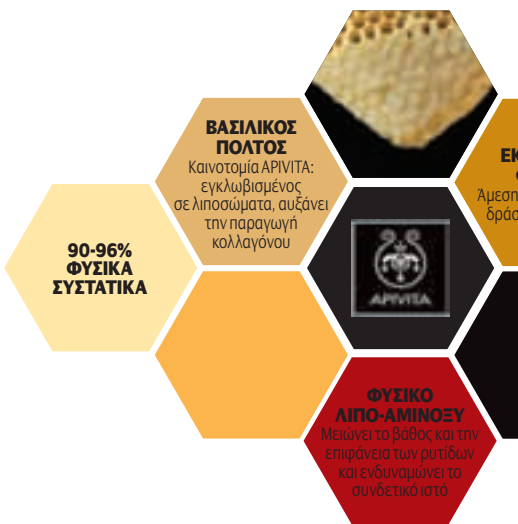 ΒΑΣΙΛΙΚΟΣ
ΠΟΛΤΟΣ
Καινοτομία APIVITA:
εγκλωβισμένος
σε λιποσώματα, αυξάνει
την παραγωγή
κολλαγόνου
90-96%
ΦΥΣΙΚΑ
ΣΥΣΤΑΤΙΚΑ
APIVITA
ΦΥΣΙΚΟ
ΛΙΠΟ-ΑΜΙΝΟΞΥ
Μειώνει το βάθος και την
επιφάνεια των ρυτίδων
και ενδυναμώνει το
συνδετικό ιστό